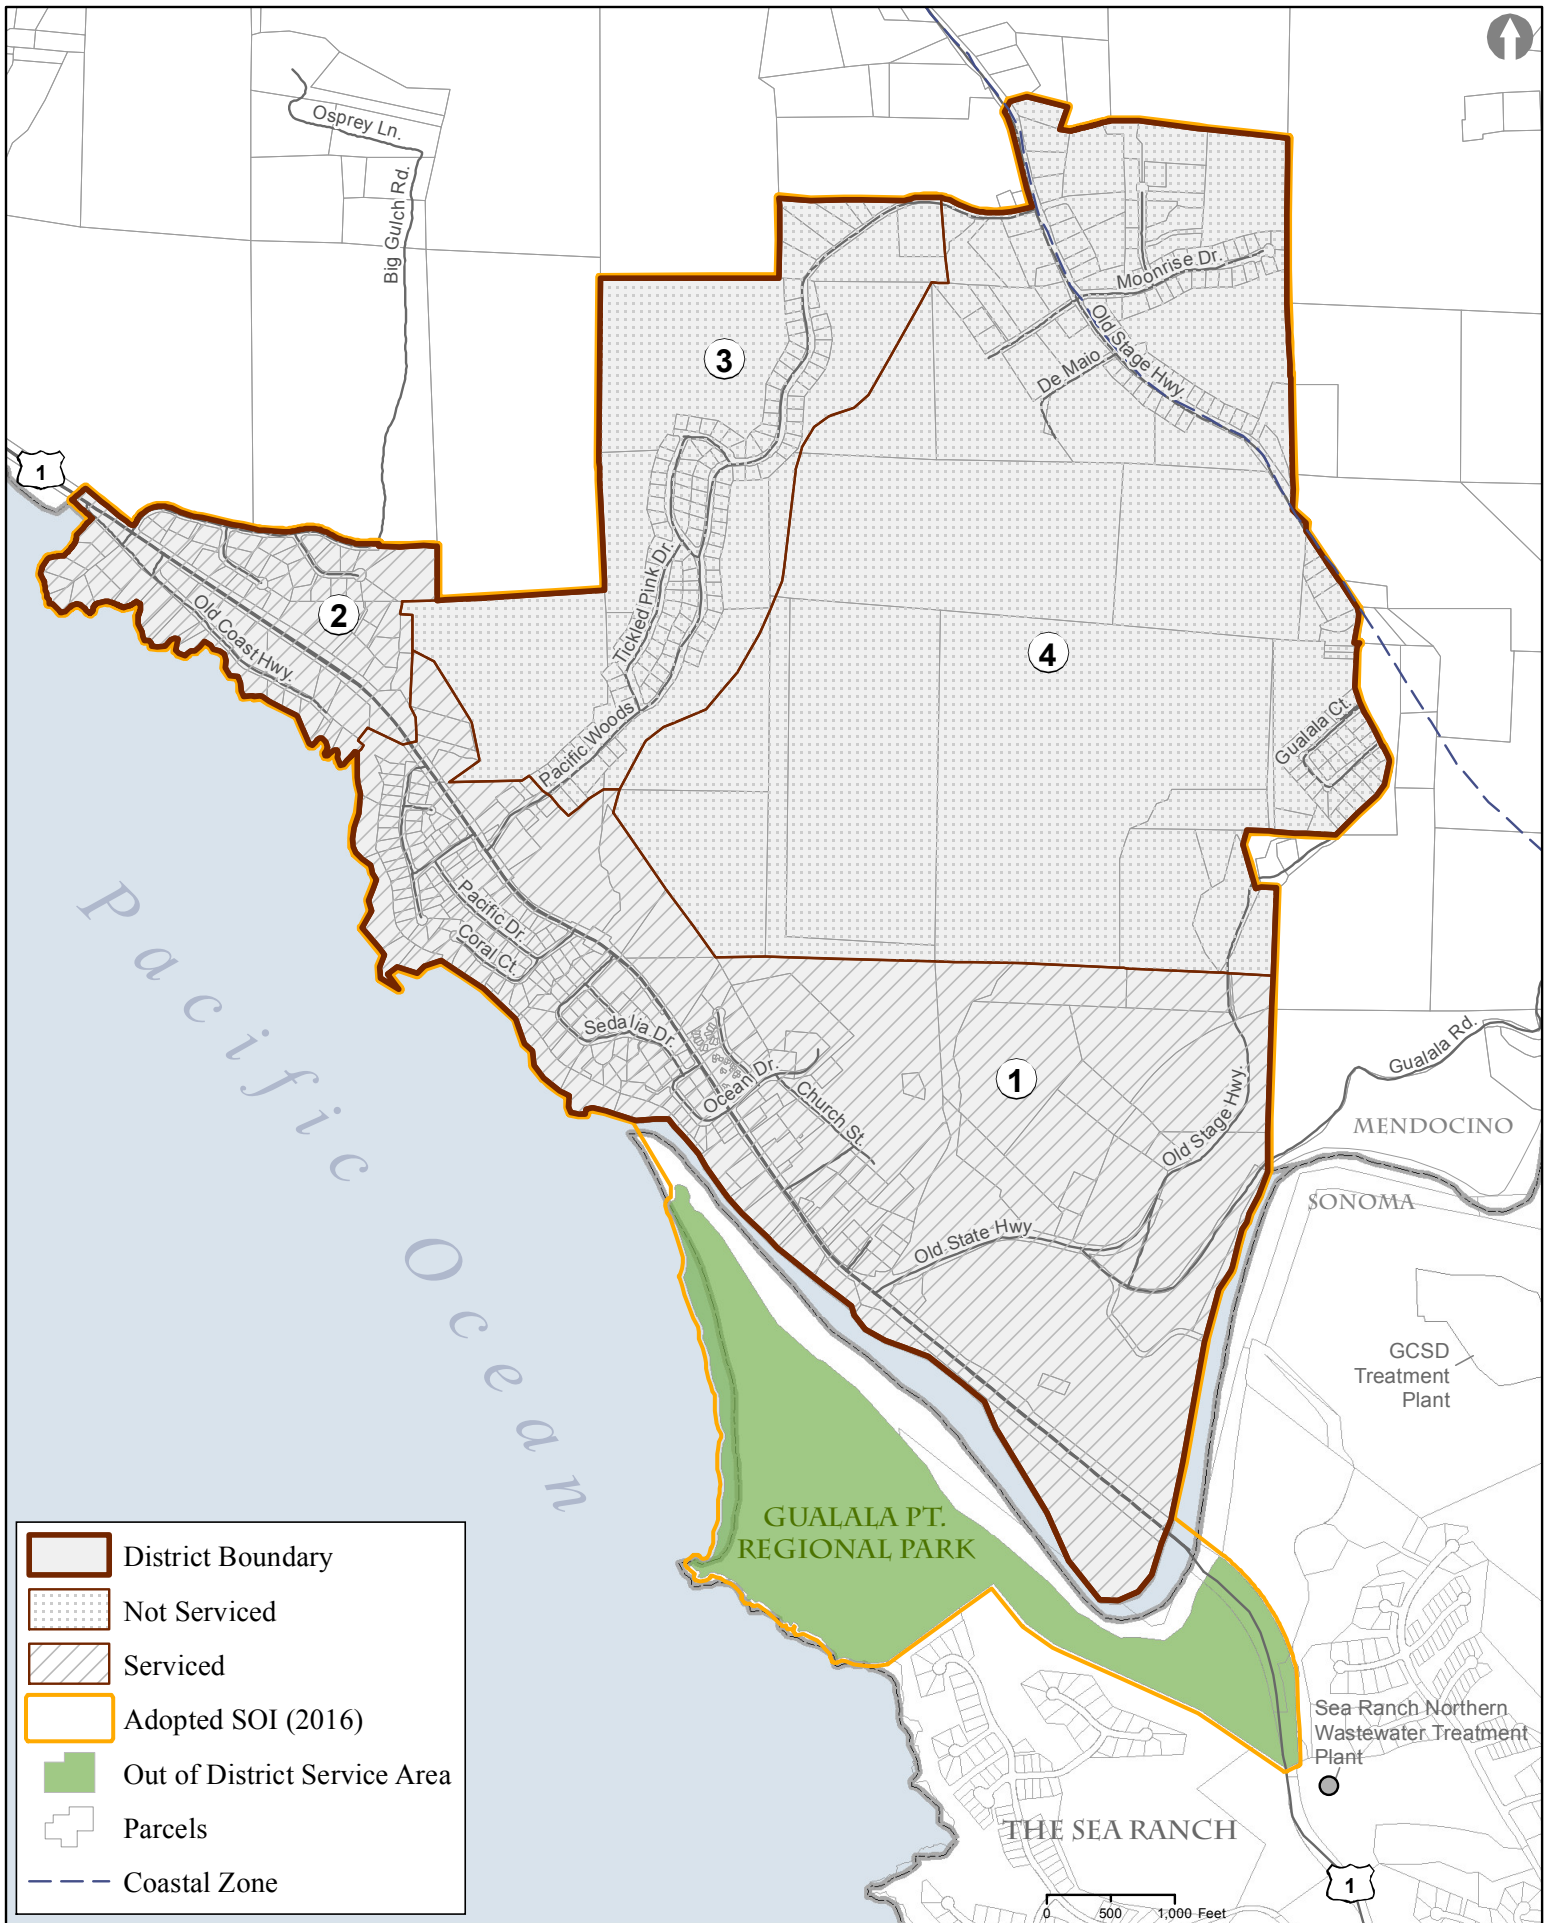 Osprey Ln.
Big Gulch Rd.
Moonrise Dr.
Old Stage Hwy.
De Maio
3
1
Tickled Pink Dr.
2
Old Coast Hwy.
4
Pacific Woods
Gualala Ct.
Pacific Dr.
Coral Ct.
Sedalia Dr.
Ocean Dr.
Church St.
1
Old Stage Hwy.
Gualala Rd.
MENDOCINO
SONOMA
Old State Hwy
Pacific Ocean
GCSD
Treatment
Plant
GUALALA PT.
REGIONAL PARK
Sea Ranch Northern
Wastewater Treatment
Plant
THE SEA RANCH
1
0 500 1,000 Feet
District Boundary
Not Serviced
Serviced
Adopted SOI (2016)
Out of District Service Area
Parcels
Coastal Zone